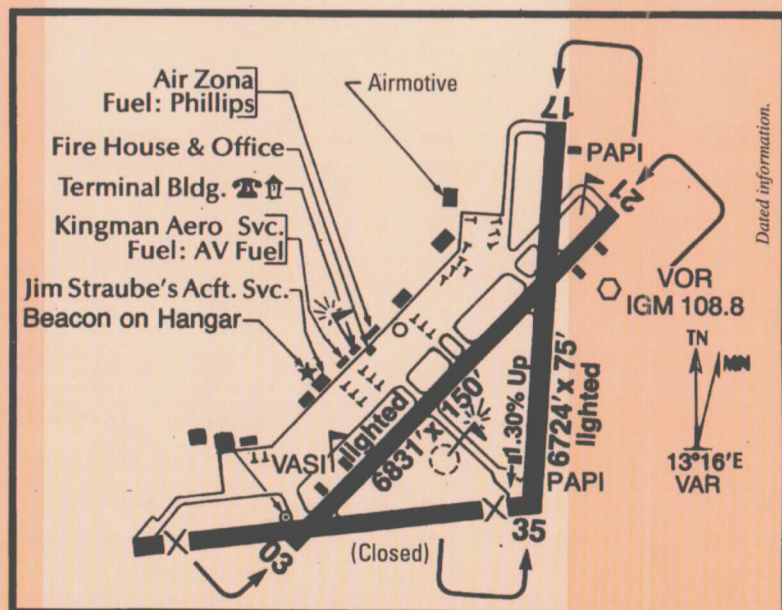 Air Zona
Fuel: Phillips
Airmotive
Fire House & Office
Terminal Bldg.
Kingman Aero Svc.
Fuel: AV Fuel
Jim Straube's Acft. Svc.
Beacon on Hangar
17
PAPI
21
Dated information.
VOR
IGM 108.8
TN
MN
13°16'E
VAR
1.30% Up
6724' x 75'
lighted
lighted
6831' x 150'
VASI
PAPI
03
(Closed)
35